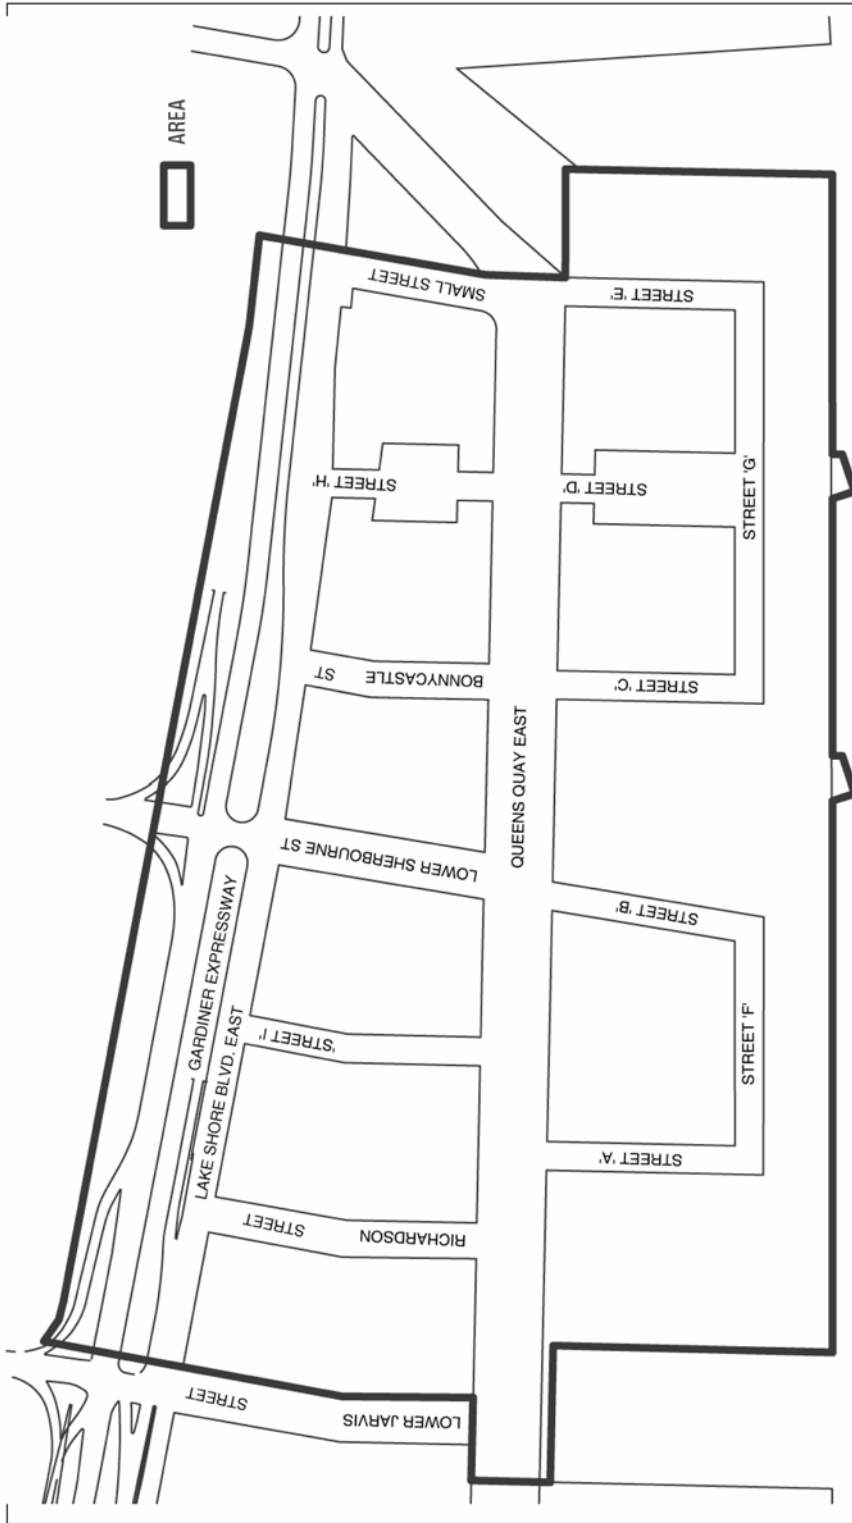 AREA
SMALL STREET
STREET 'E'
STREET 'H'
STREET 'D'
STREET 'G'
BONNYCASTLE
ST
STREET 'C'
QUEENS QUAY EAST
LOWER SHERBOURNE ST
STREET 'B'
GARDINER EXPRESSWAY
LAKE SHORE BLVD. EAST
'STREET I'
STREET 'F'
STREET 'A'
RICHARDSON
STREET
LOWER JARVIS
STREET